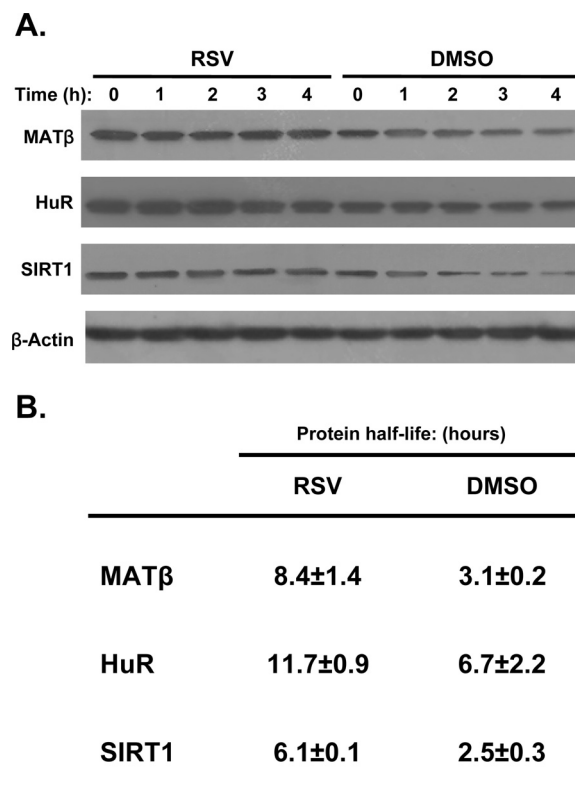 A.
RSV DMSO
Time (h): 0 1 2 3 4 0 1 2 3 4
MATβ
HuR
SIRT1
β-Actin
B.
Protein half-life: (hours)
RSV DMSO
MATβ 8.4±1.4 3.1±0.2
HuR 11.7±0.9 6.7±2.2
SIRT1 6.1±0.1 2.5±0.3